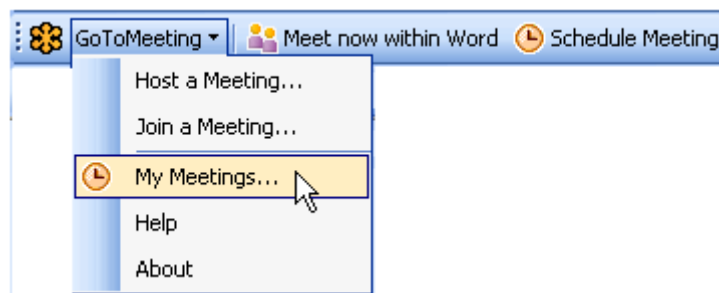 GoToMeeting Meet now within Word Schedule Meeting
Host a Meeting...
Join a Meeting...
My Meetings...
Help
About